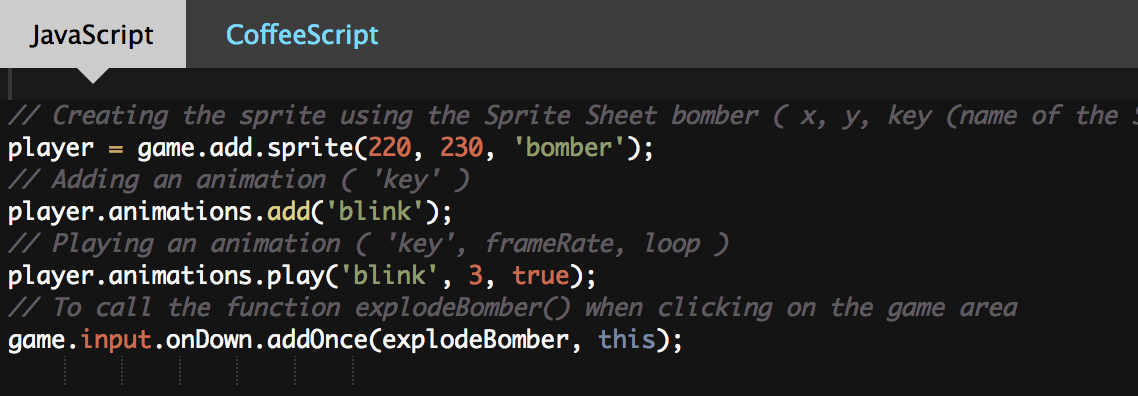 JavaScript CoffeeScript
// Creating the sprite using the Sprite Sheet bomber ( x, y, key (name of the
player = game.add.sprite(220, 230, 'bomber');
// Adding an animation ( 'key' )
player.animations.add('blink');
// Playing an animation ( 'key', frameRate, loop )
player.animations.play('blink', 3, true);
// To call the function explodeBomber() when clicking on the game area
game.input.onDown.addOnce(explodeBomber, this);